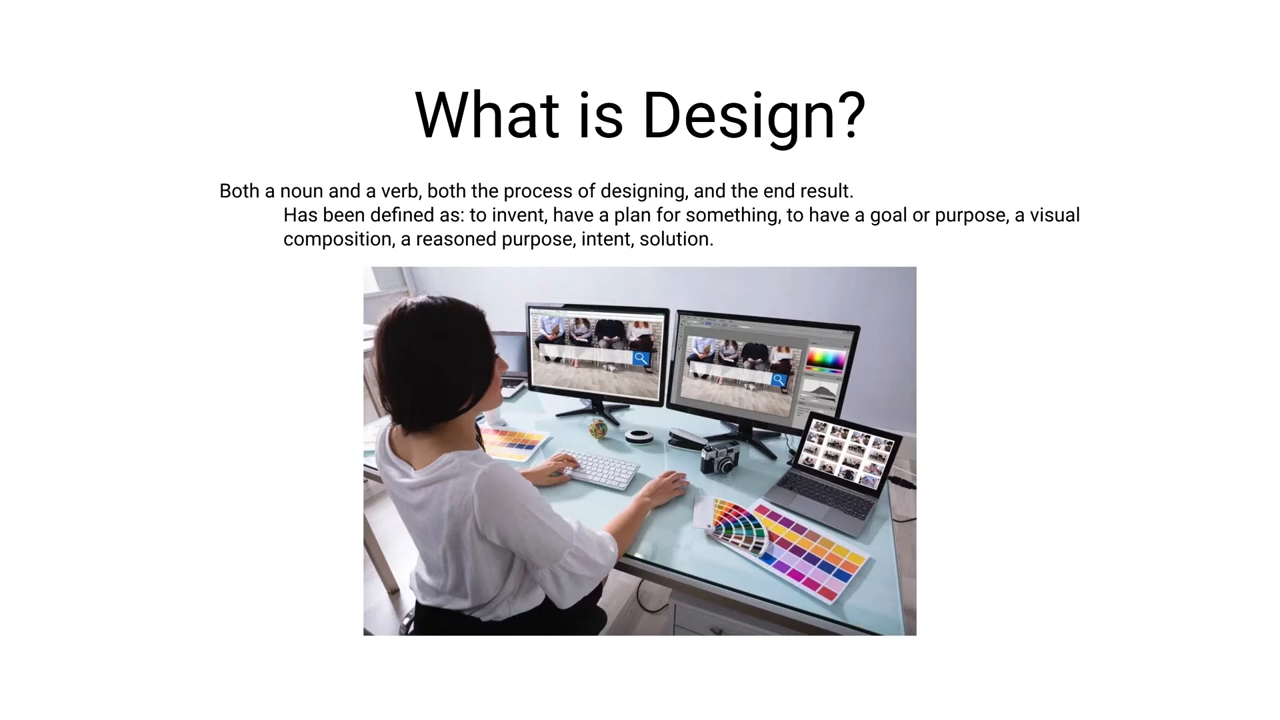 What is Design?
Both a noun and a verb, both the process of designing, and the end result.
Has been defined as: to invent, have a plan for something, to have a goal or purpose, a visual
composition, a reasoned purpose, intent, solution.